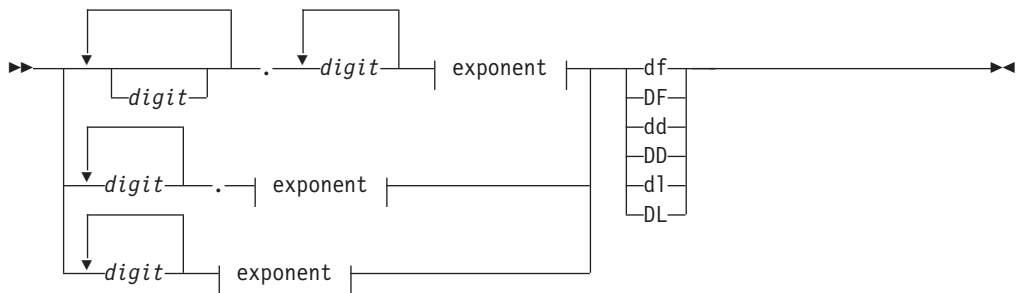 . digit exponent df
digit DF
dd
digit . exponent DD
dl
DL
digit exponent